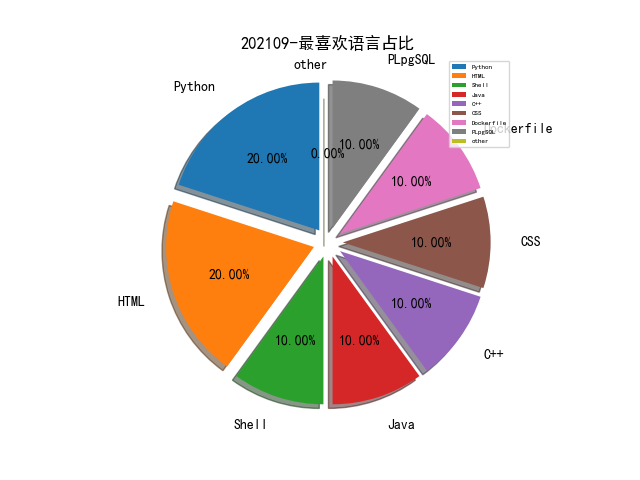 202109-最喜欢语言占比
other
PLpgSQL
Python
Dockerfile
CSS
C++
Java
Shell
HTML
20.00%
0.00%
10.00%
10.00%
10.00%
10.00%
10.00%
10.00%
20.00%
Python
HTML
Shell
Java
C++
CSS
Dockerfile
PLpgSQL
other